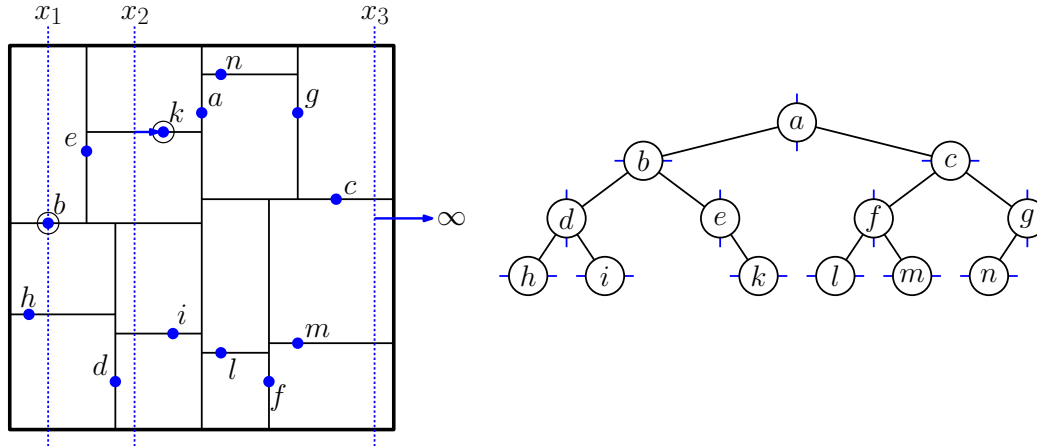 x₁ x₂ x₃
n
a g
k
e
c
b ∞
h
i
m
l
d f
a
b c
d e f g
h i k l m n